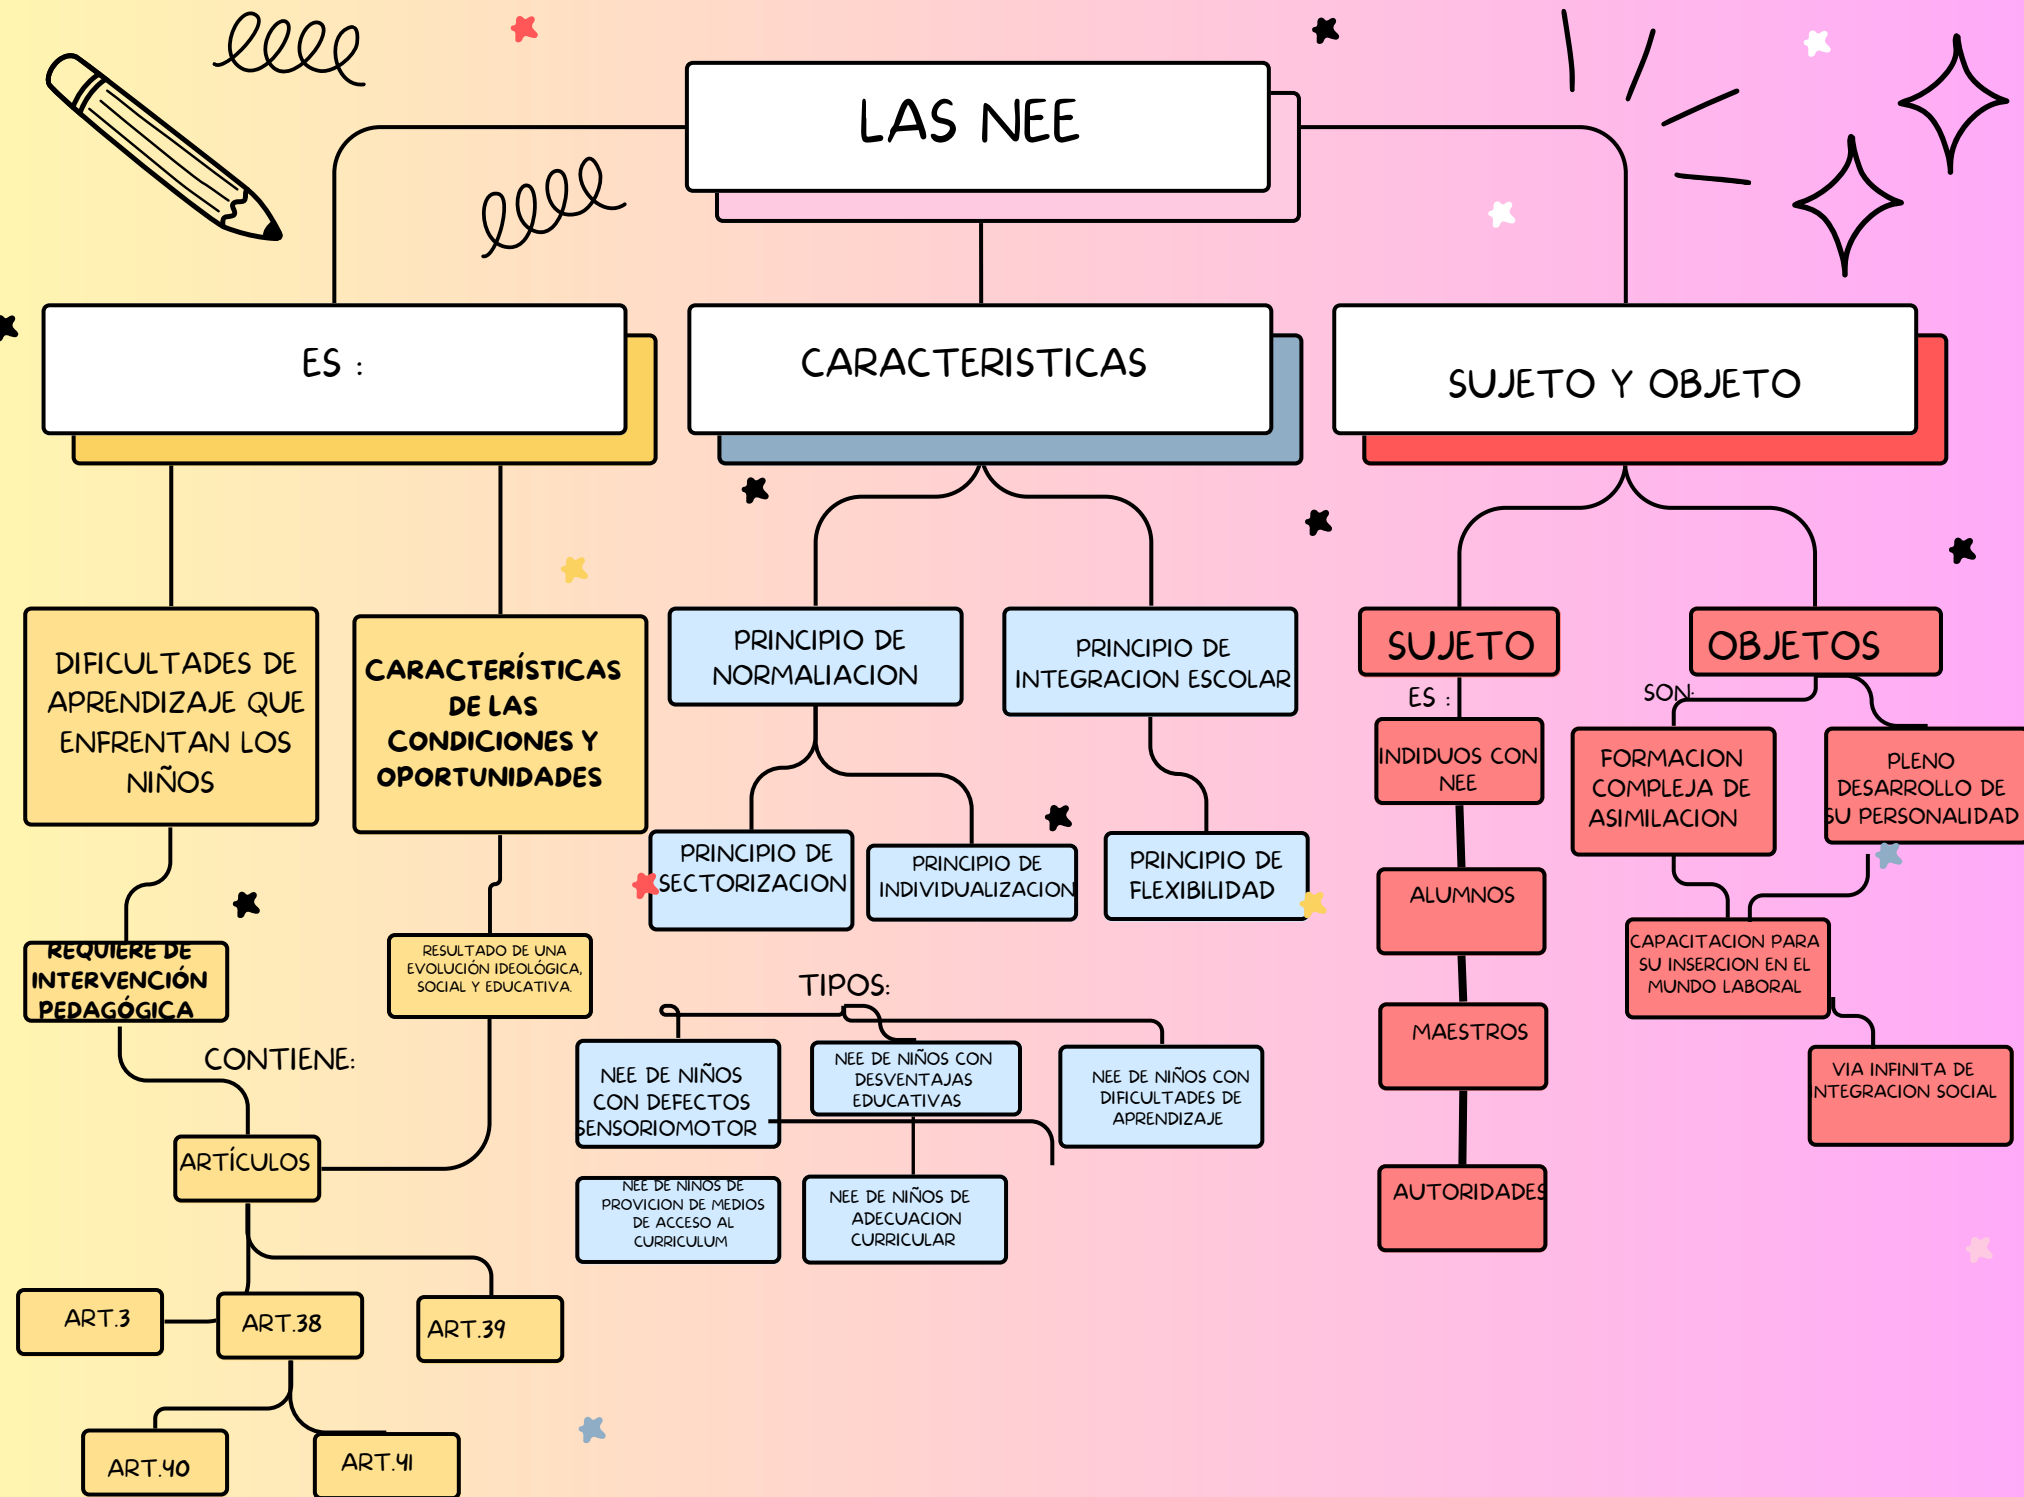 LAS NEE
ES :
CARACTERISTICAS
SUJETO Y OBJETO
DIFICULTADES DE
APRENDIZAJE QUE
ENFRENTAN LOS
NIÑOS
CARACTERÍSTICAS
DE LAS
CONDICIONES Y
OPORTUNIDADES
PRINCIPIO DE
NORMALIACION
PRINCIPIO DE
INTEGRACION ESCOLAR
SUJETO
OBJETOS
ES :
SON:
INDIDUOS CON
NEE
FORMACION
COMPLEJA DE
ASIMILACION
PLENO
DESARROLLO DE
SU PERSONALIDAD
PRINCIPIO DE
SECTORIZACION
PRINCIPIO DE
INDIVIDUALIZACION
PRINCIPIO DE
FLEXIBILIDAD
ALUMNOS
REQUIERE DE
INTERVENCIÓN
PEDAGÓGICA
RESULTADO DE UNA
EVOLUCIÓN IDEOLÓGICA,
SOCIAL Y EDUCATIVA.
CAPACITACION PARA
SU INSERCION EN EL
MUNDO LABORAL
TIPOS:
MAESTROS
CONTIENE:
NEE DE NIÑOS
CON DEFECTOS
SENSORIOMOTOR
NEE DE NIÑOS CON
DESVENTAJAS
EDUCATIVAS
NEE DE NIÑOS CON
DIFICULTADES DE
APRENDIZAJE
VIA INFINITA DE
INTEGRACION SOCIAL
ARTÍCULOS
NEE DE NIÑOS DE
PROVICION DE MEDIOS
DE ACCESO AL
CURRICULUM
NEE DE NIÑOS DE
ADECUACION
CURRICULAR
AUTORIDADES
ART.3
ART.38
ART.39
ART.40
ART.41